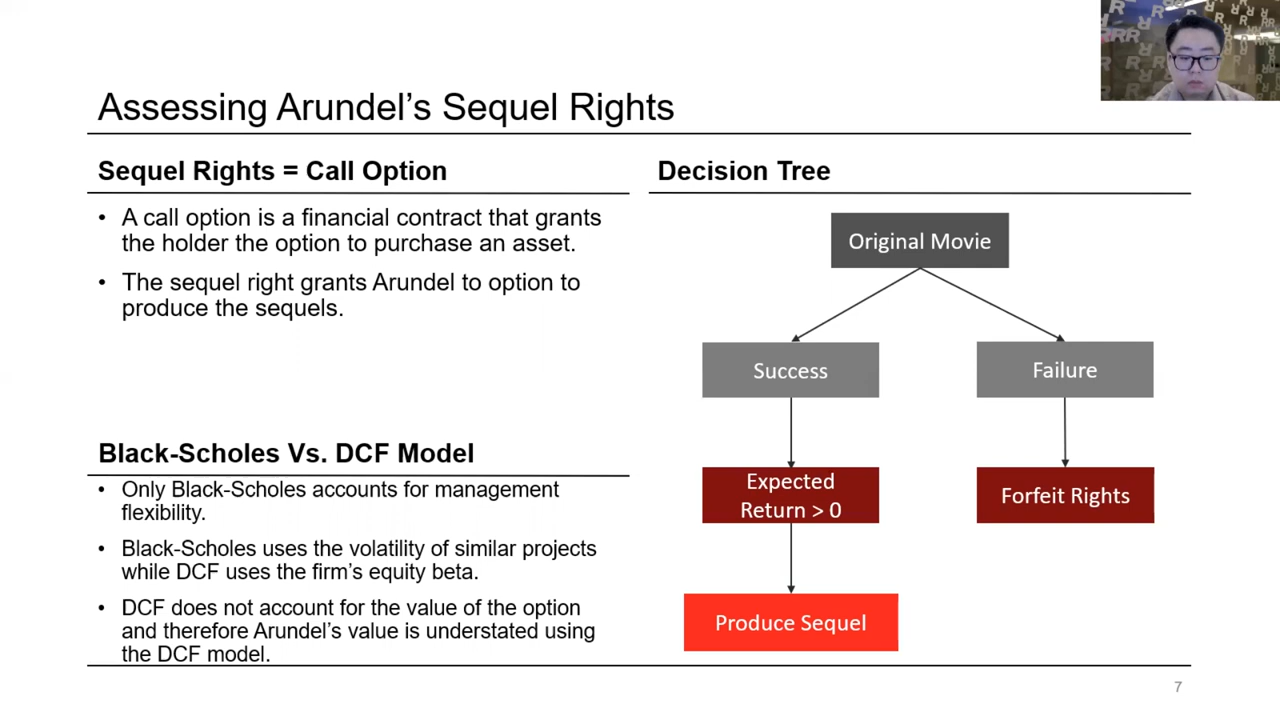 Assessing Arundel’s Sequel Rights
Sequel Rights = Call Option
• A call option is a financial contract that grants
the holder the option to purchase an asset.
• The sequel right grants Arundel to option to
produce the sequels.
Black-Scholes Vs. DCF Model
• Only Black-Scholes accounts for management
flexibility.
• Black-Scholes uses the volatility of similar projects
while DCF uses the firm’s equity beta.
• DCF does not account for the value of the option
and therefore Arundel’s value is understated using
the DCF model.
Decision Tree
Original Movie
Success
Failure
Expected
Return > 0
Forfeit Rights
Produce Sequel
7